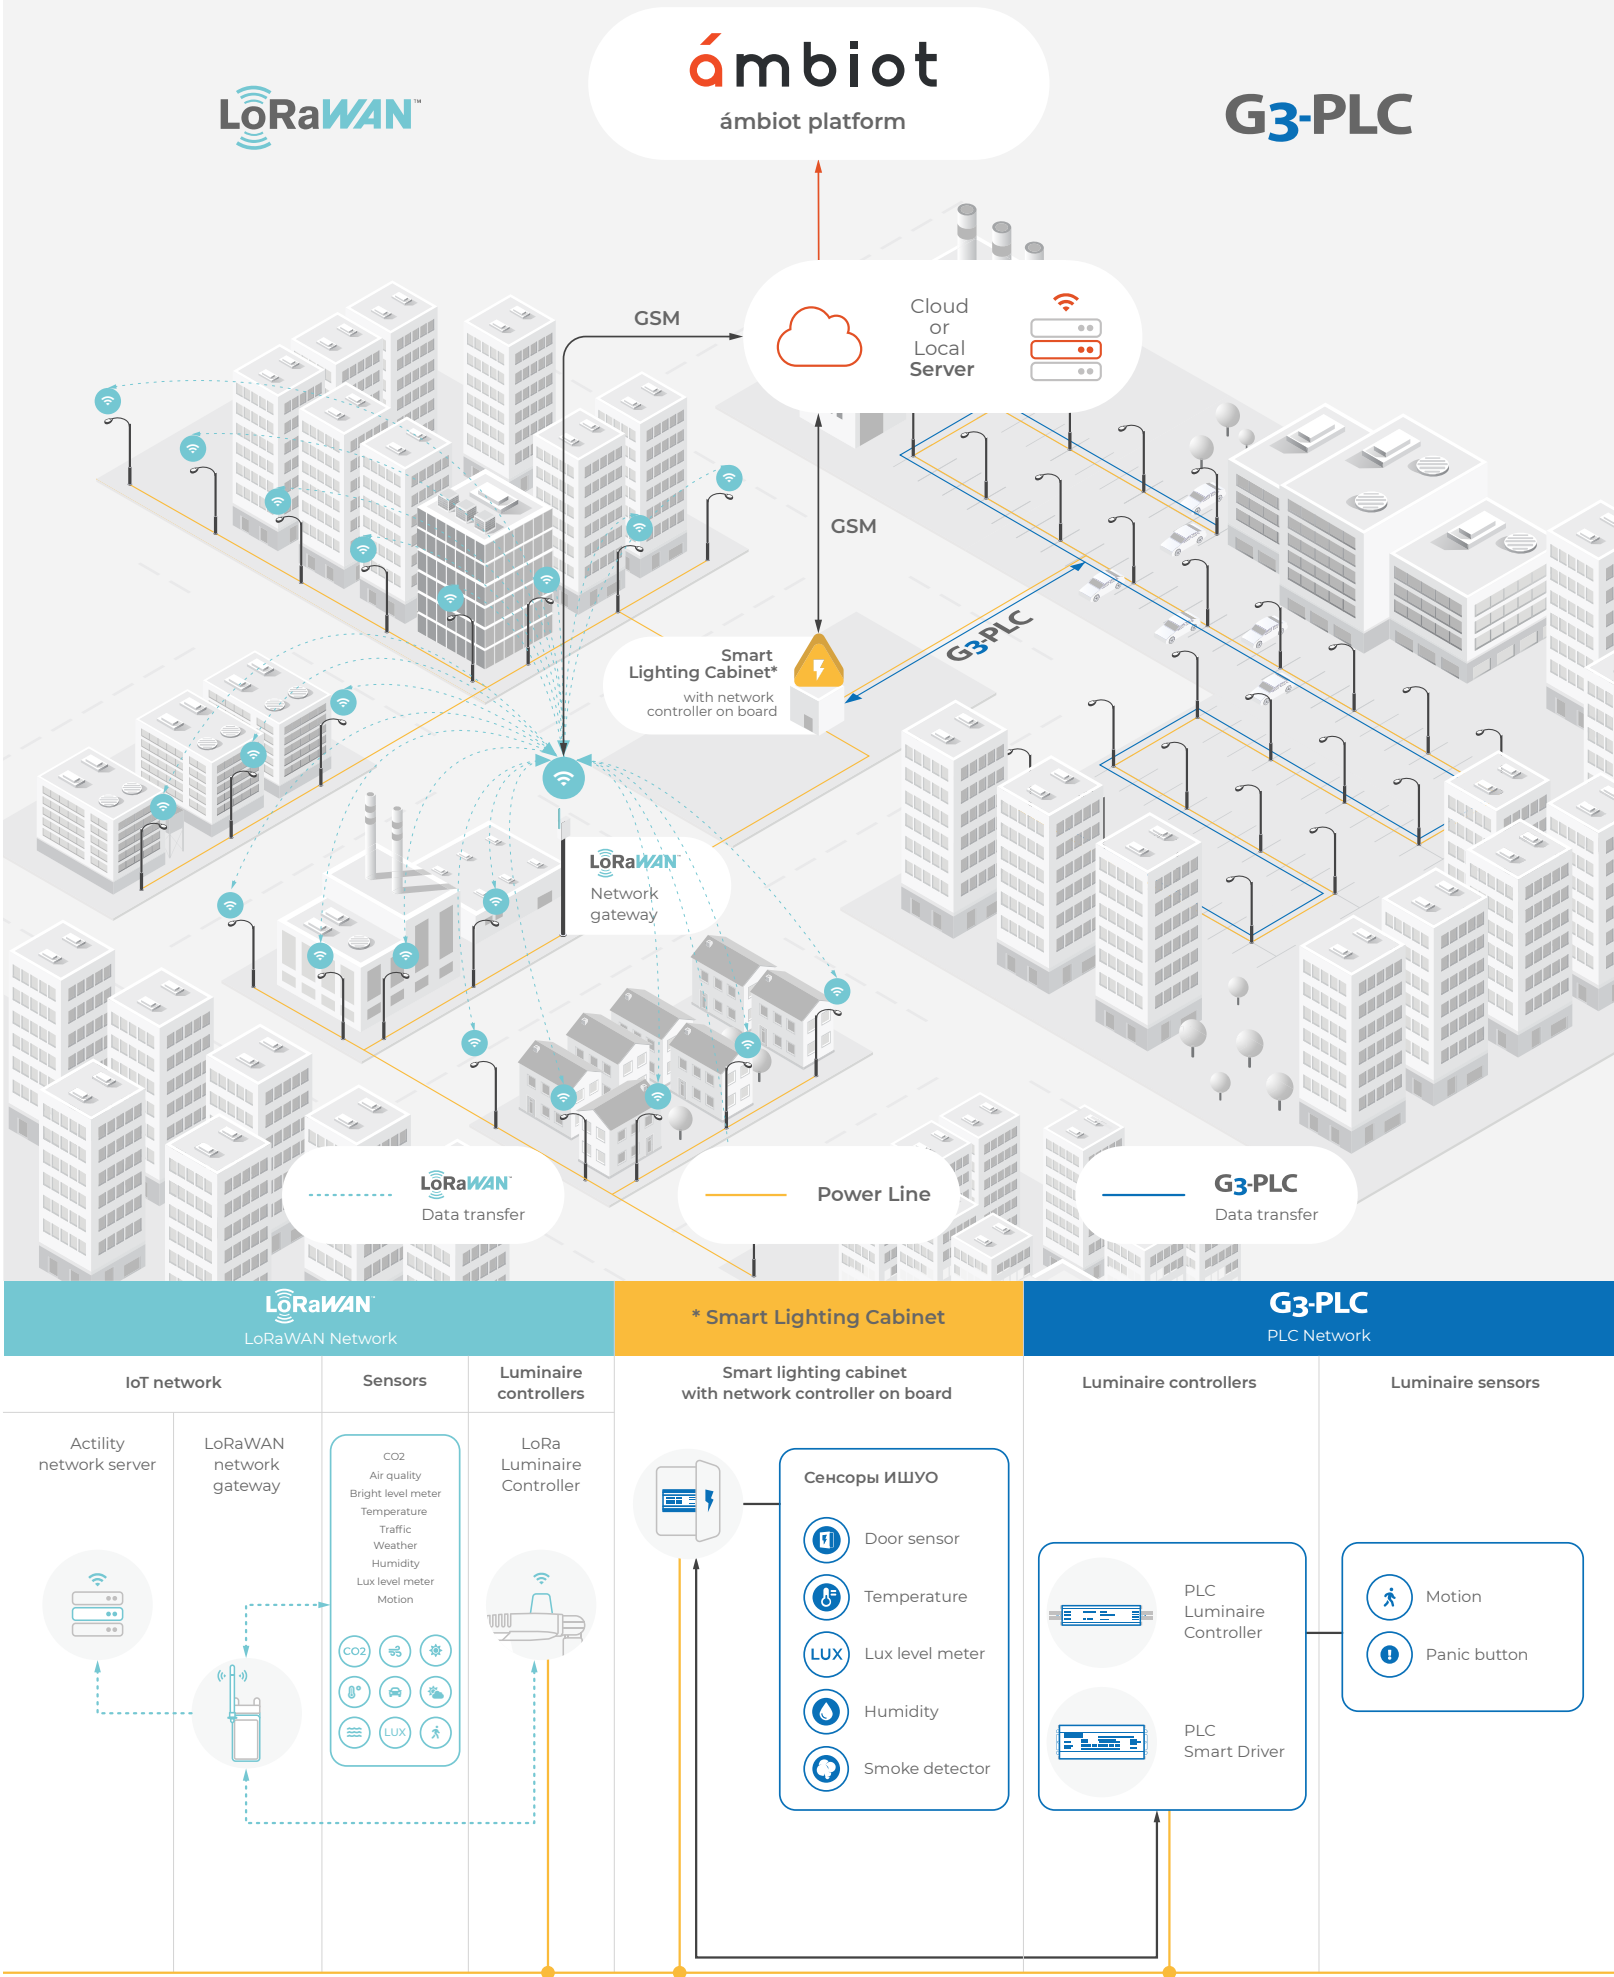 ámbiot
ámbiot platform
LoRaWAN™
G3-PLC
GSM
Cloud
or
Local
Server
GSM
G3-PLC
Smart
Lighting Cabinet*
with network
controller on board
LoRaWAN
Network
gateway
LoRaWAN
Data transfer
Power Line
G3-PLC
Data transfer
LoRaWAN
LoRaWAN Network
* Smart Lighting Cabinet
G3-PLC
PLC Network
IoT network
Sensors
Luminaire
controllers
Smart lighting cabinet
with network controller on board
Luminaire controllers
Luminaire sensors
Actility
network server
LoRaWAN
network
gateway
CO2
Air quality
Bright level meter
Temperature
Traffic
Weather
Humidity
Lux level meter
Motion
CO2
LUX
LoRa
Luminaire
Controller
Сенсоры ИШУО
Door sensor
Temperature
LUX
Lux level meter
Humidity
Smoke detector
PLC
Luminaire
Controller
PLC
Smart Driver
Motion
Panic button